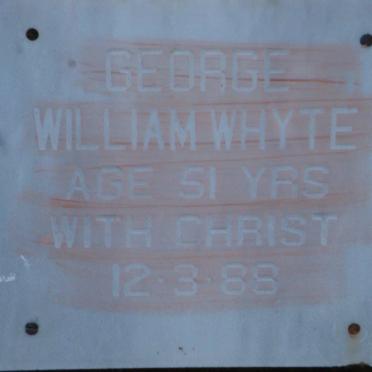 GEORGE
WILLIAM WHYTE
AGE 51 YRS
WITH CHRIST
12·3·88